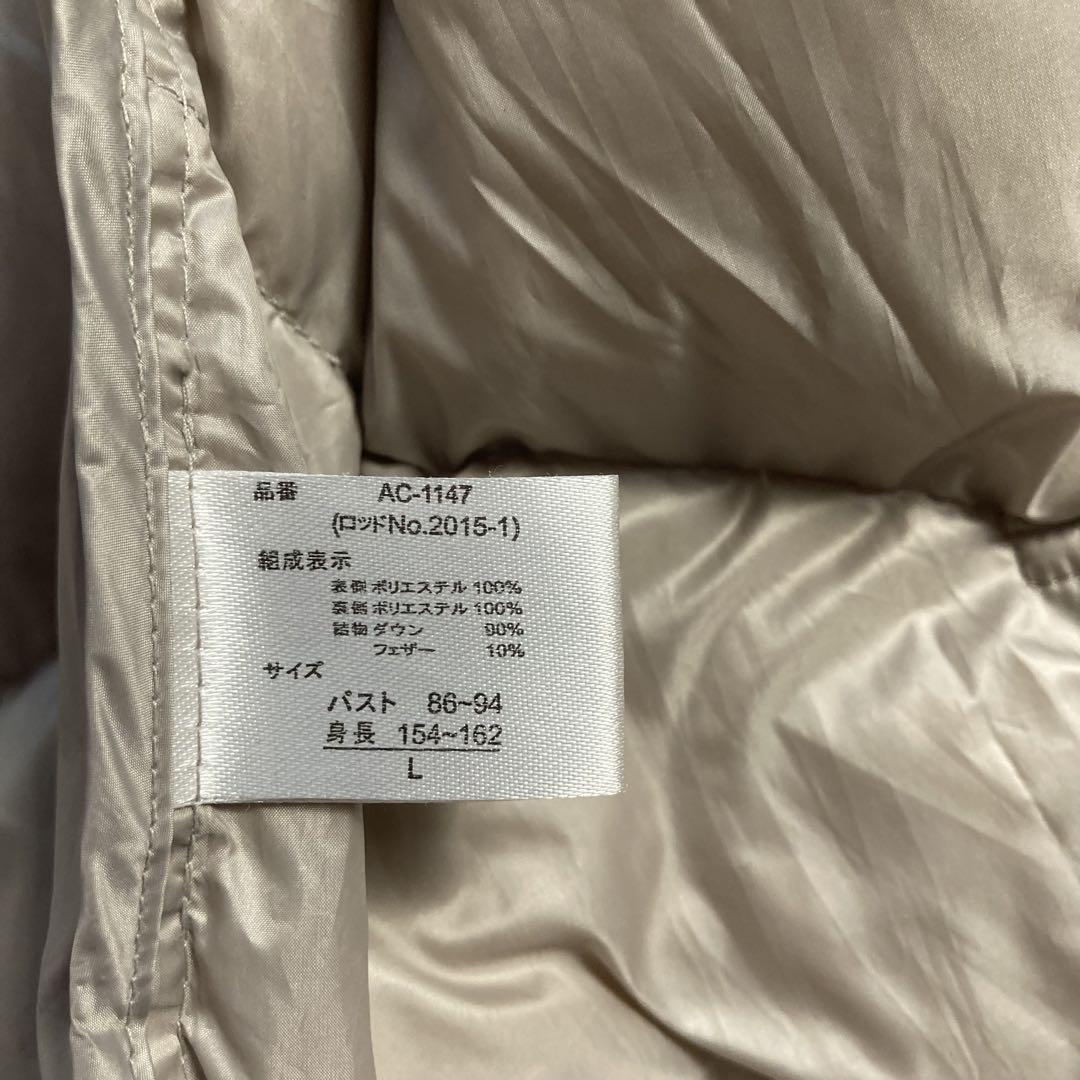 品番 AC-1147
(ロッドNo.2015-1)
組成表示
表側 ポリエステル 100%
裏側 ポリエステル 100%
詰物 ダウン 90%
フェザー 10%
サイズ
バスト 86~94
身長 154~162
L